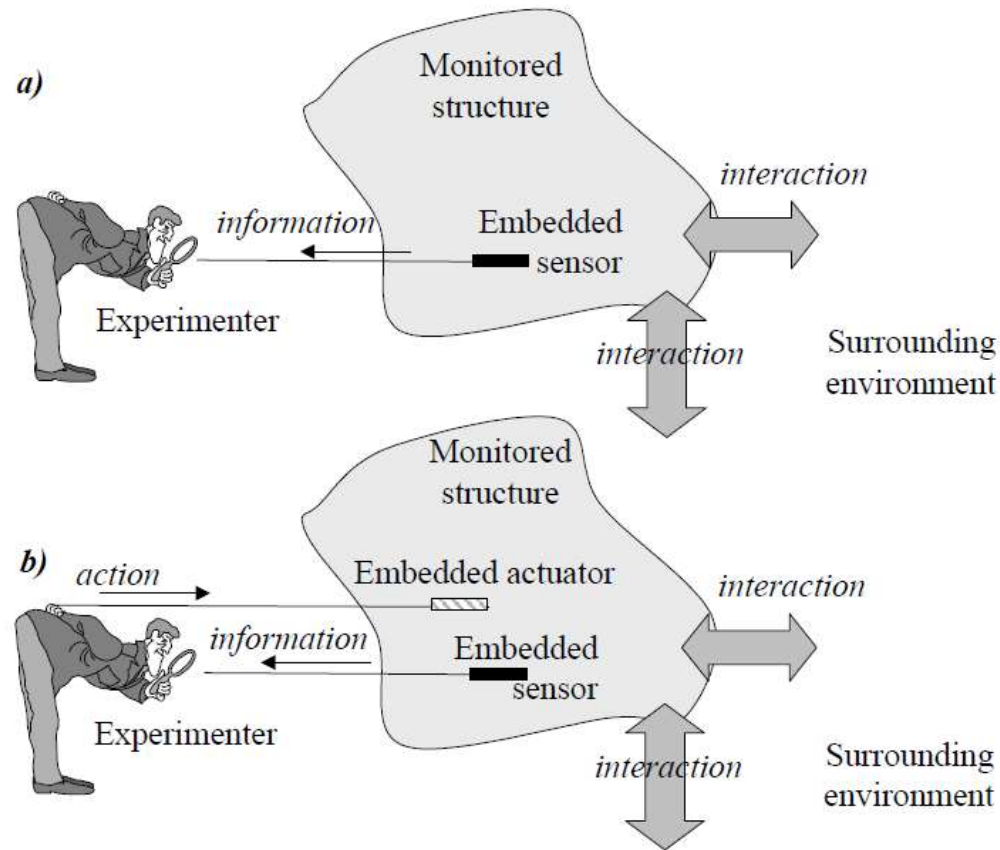 a)
Monitored
structure
interaction
information
Embedded
sensor
Experimenter
interaction
Surrounding
environment
Monitored
structure
b)
action
Embedded actuator
interaction
information
Embedded
sensor
Experimenter
interaction
Surrounding
environment